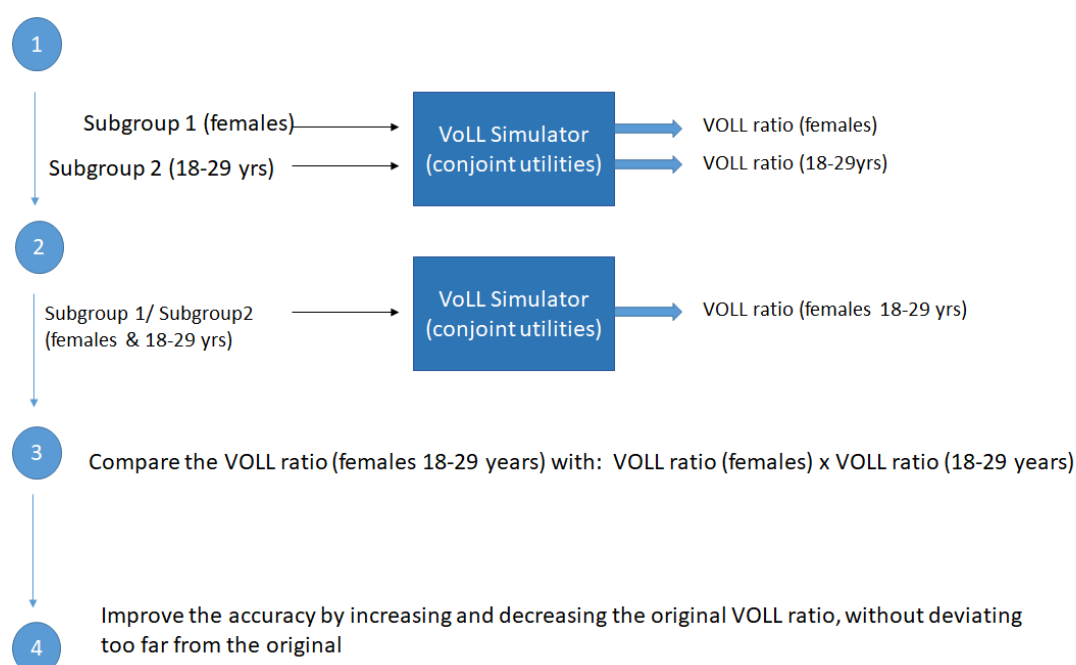 1
Subgroup 1 (females)
Subgroup 2 (18-29 yrs)
VoLL Simulator
(conjoint utilities)
VOLL ratio (females)
VOLL ratio (18-29yrs)
2
Subgroup 1/ Subgroup2
(females & 18-29 yrs)
VoLL Simulator
(conjoint utilities)
VOLL ratio (females 18-29 yrs)
3
Compare the VOLL ratio (females 18-29 years) with: VOLL ratio (females) x VOLL ratio (18-29 years)
4
Improve the accuracy by increasing and decreasing the original VOLL ratio, without deviating
too far from the original